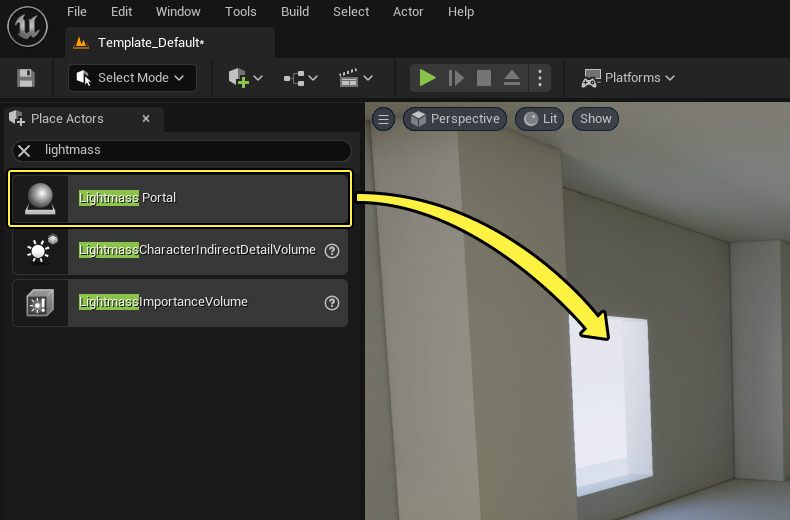 File Edit Window Tools Build Select Actor Help
Template_Default*
Select Mode
Platforms
Place Actors
Perspective Lit Show
lightmass
Lightmass Portal
LightmassCharacterIndirectDetailVolume
LightmassImportanceVolume